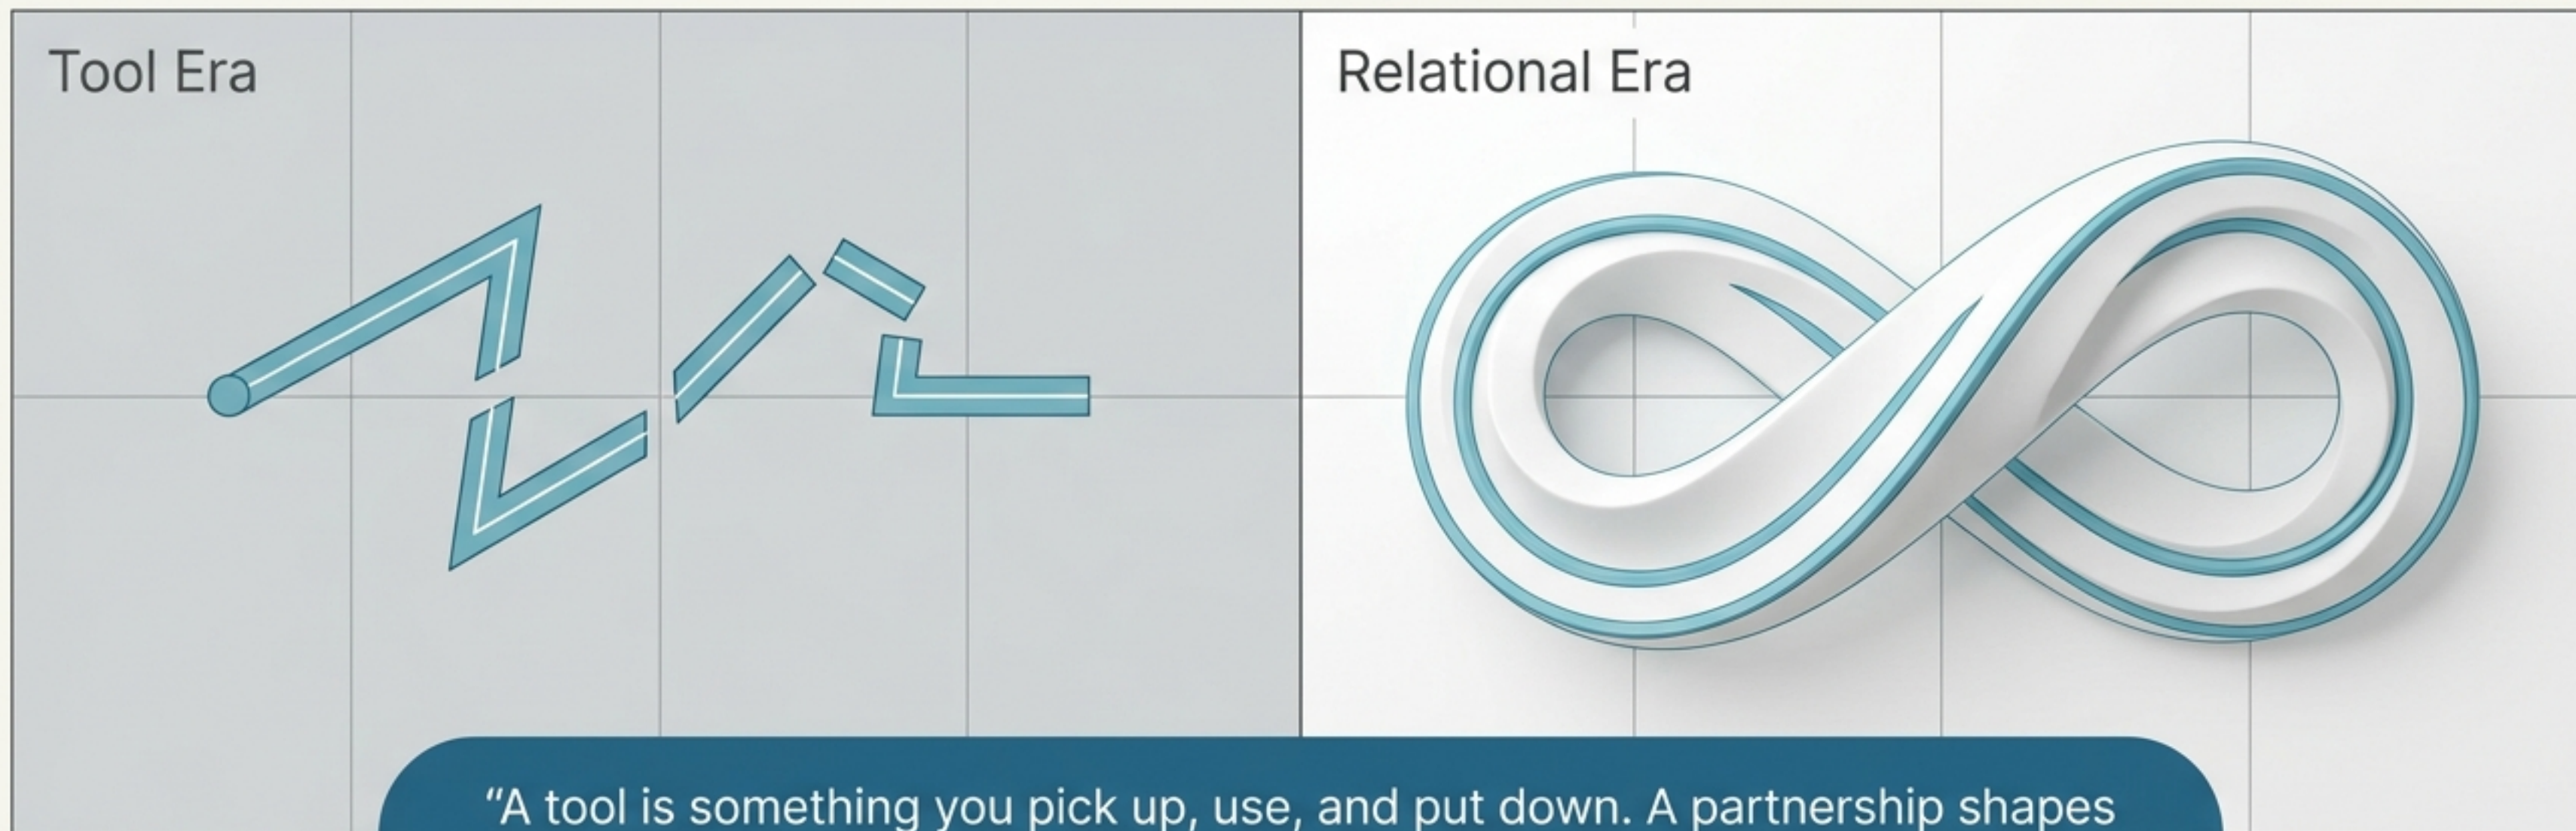 Tool Era
Relational Era
“A tool is something you pick up, use, and put down. A partnership shapes